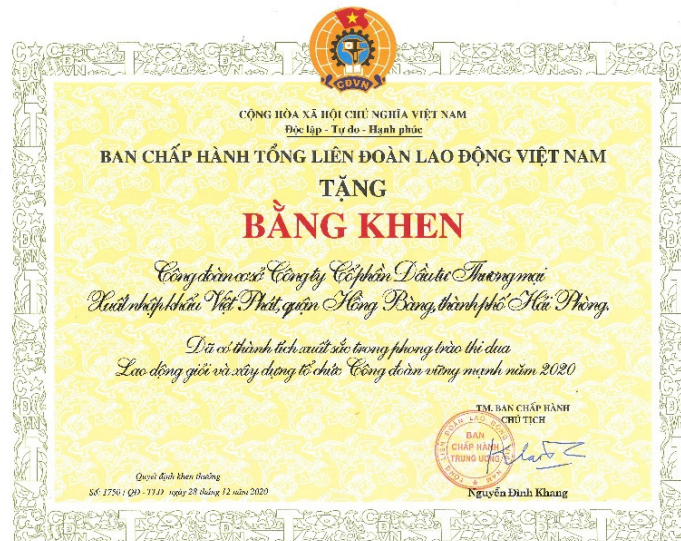 CĐVN
CỘNG HÒA XÃ HỘI CHỦ NGHĨA VIỆT NAM
Độc lập - Tự do - Hạnh phúc
BAN CHẤP HÀNH TỔNG LIÊN ĐOÀN LAO ĐỘNG VIỆT NAM
TẶNG
BẰNG KHEN
Công đoàn cơ sở Công ty Cổ phần Đầu tư Thương mại
Xuất nhập khẩu Việt Phát, quận Hồng Bàng, thành phố Hải Phòng.
Đã có thành tích xuất sắc trong phong trào thi đua
Lao động giỏi và xây dựng tổ chức Công đoàn vững mạnh năm 2020
TM. BAN CHẤP HÀNH
CHỦ TỊCH
BAN
CHẤP HÀNH
TRUNG ƯƠNG
Quyết định khen thưởng
Số: 1750 / QĐ - TLD ngày 28 tháng 12 năm 2020
Nguyễn Đình Khang